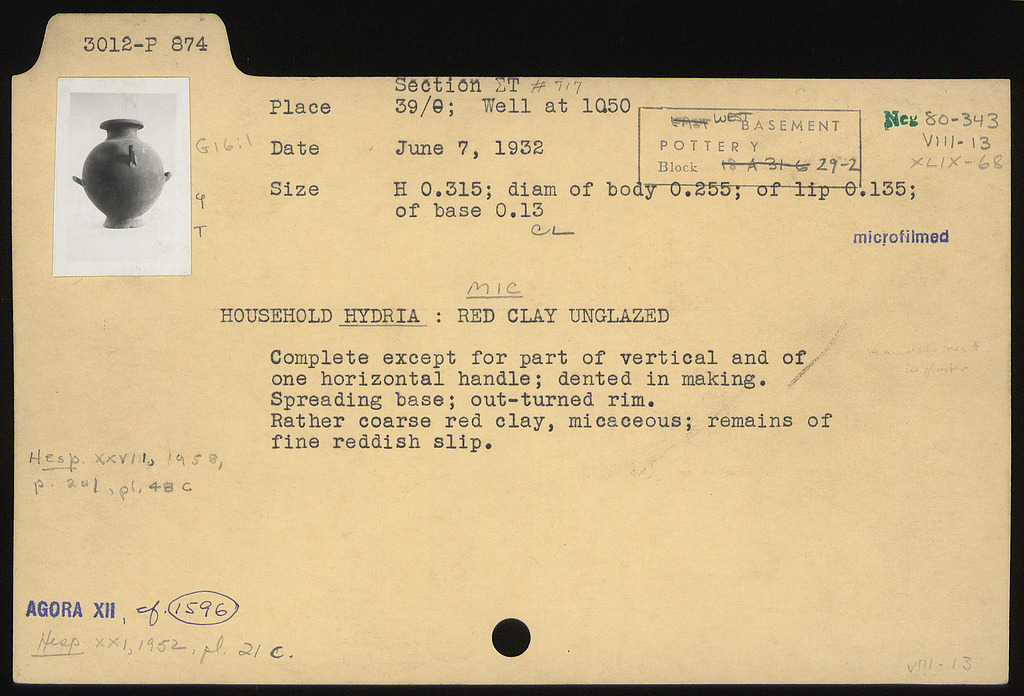 3012-P 874
Section ΣT # 717
Place 39/Θ; Well at 1050
Date June 7, 1932
Size H 0.315; diam of body 0.255; of lip 0.135;
of base 0.13
CL
EAST WEST BASEMENT
POTTERY
Block 29-2
Neg 80-343
VIII-13
XLIX-68
microfilmed
G16:1
T
MIC
HOUSEHOLD HYDRIA : RED CLAY UNGLAZED
Complete except for part of vertical and of
one horizontal handle; dented in making.
Spreading base; out-turned rim.
Rather coarse red clay, micaceous; remains of
fine reddish slip.
in plaster
Hesp. XXVII, 1958,
p. 201, pl. 48 c
AGORA XII, cf. 1596
Hesp XXI, 1952, pl. 21 c.
VIII-13